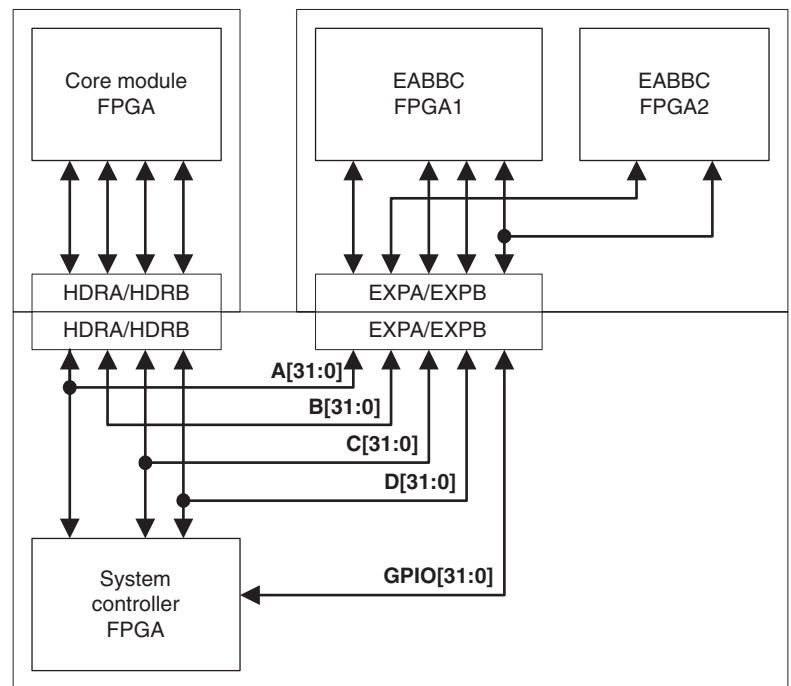 Core module
FPGA
EABBC
FPGA1
EABBC
FPGA2
HDRA/HDRB
EXPA/EXPB
HDRA/HDRB
EXPA/EXPB
A[31:0]
B[31:0]
C[31:0]
D[31:0]
GPIO[31:0]
System
controller
FPGA